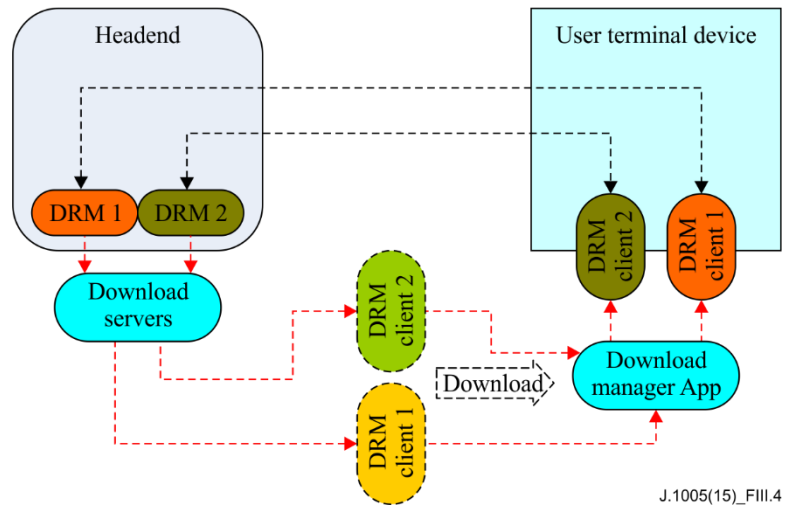 Headend
User terminal device
DRM 1
DRM 2
DRM
client 2
DRM
client 1
Download
servers
DRM
client 2
Download
Download
manager App
DRM
client 1
J.1005(15)_FIII.4